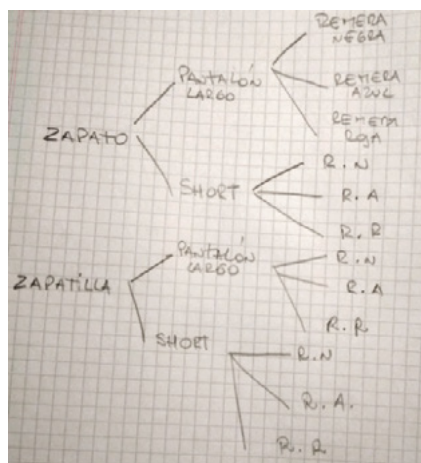 REMERA
NEGRA
PANTALÓN
LARGO
REMERA
AZUL
REMERA
ROJA
ZAPATO
R.N
SHORT
R.A
R.R
PANTALÓN
LARGO
R.N
ZAPATILLA
R.A
R.R
SHORT
R.N
R.A.
R.R